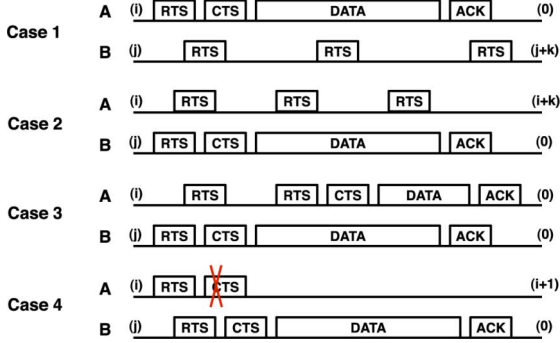 A (i) RTS CTS DATA ACK (0)
Case 1
B (j) RTS RTS RTS (j+k)
A (i) RTS RTS RTS (i+k)
Case 2
B (j) RTS CTS DATA ACK (0)
A (i) RTS RTS CTS DATA ACK (0)
Case 3
B (j) RTS CTS DATA ACK (0)
A (i) RTS CTS (i+1)
Case 4
B (j) RTS CTS DATA ACK (0)